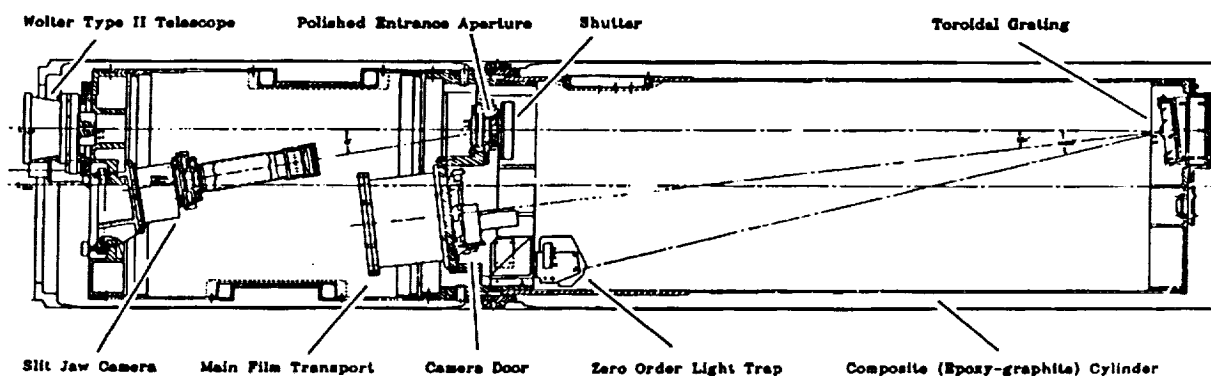 Wolter Type II Telescope
Polished Entrance Aperture
Shutter
Toroidal Grating
Slit Jaw Camera
Main Film Transport
Camera Door
Zero Order Light Trap
Composite (Epoxy-graphite) Cylinder